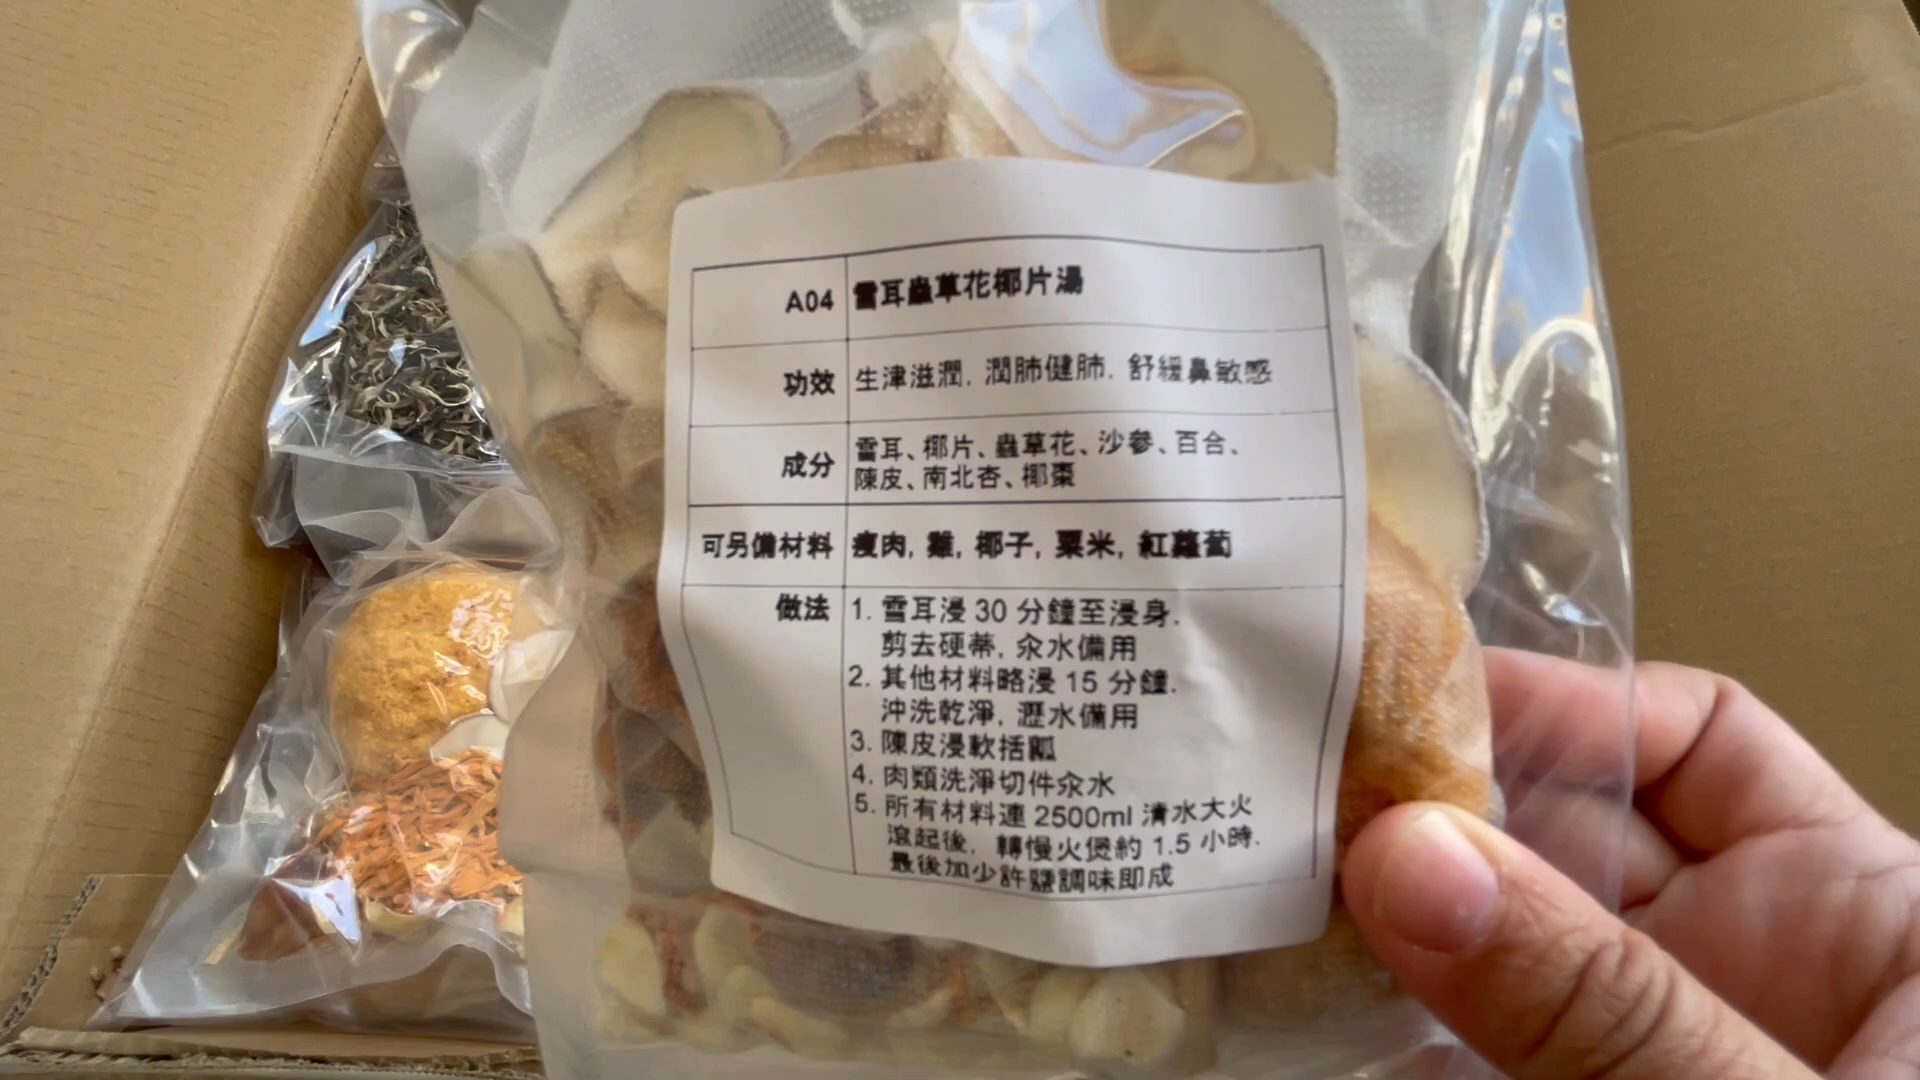 A04 雪耳蟲草花椰片湯
功效 生津滋潤, 潤肺健肺, 舒緩鼻敏感
成分 雪耳、椰片、蟲草花、沙參、百合、
陳皮、南北杏、椰棗
可另備材料 瘦肉, 雞, 椰子, 粟米, 紅蘿蔔
做法 1. 雪耳浸 30 分鐘至浸身,
剪去硬蒂, 汆水備用
2. 其他材料略浸 15 分鐘,
沖洗乾淨, 瀝水備用
3. 陳皮浸軟括瓤
4. 肉類洗淨切件汆水
5. 所有材料連 2500ml 清水大火
滾起後, 轉慢火煲約 1.5 小時,
最後加少許鹽調味即成